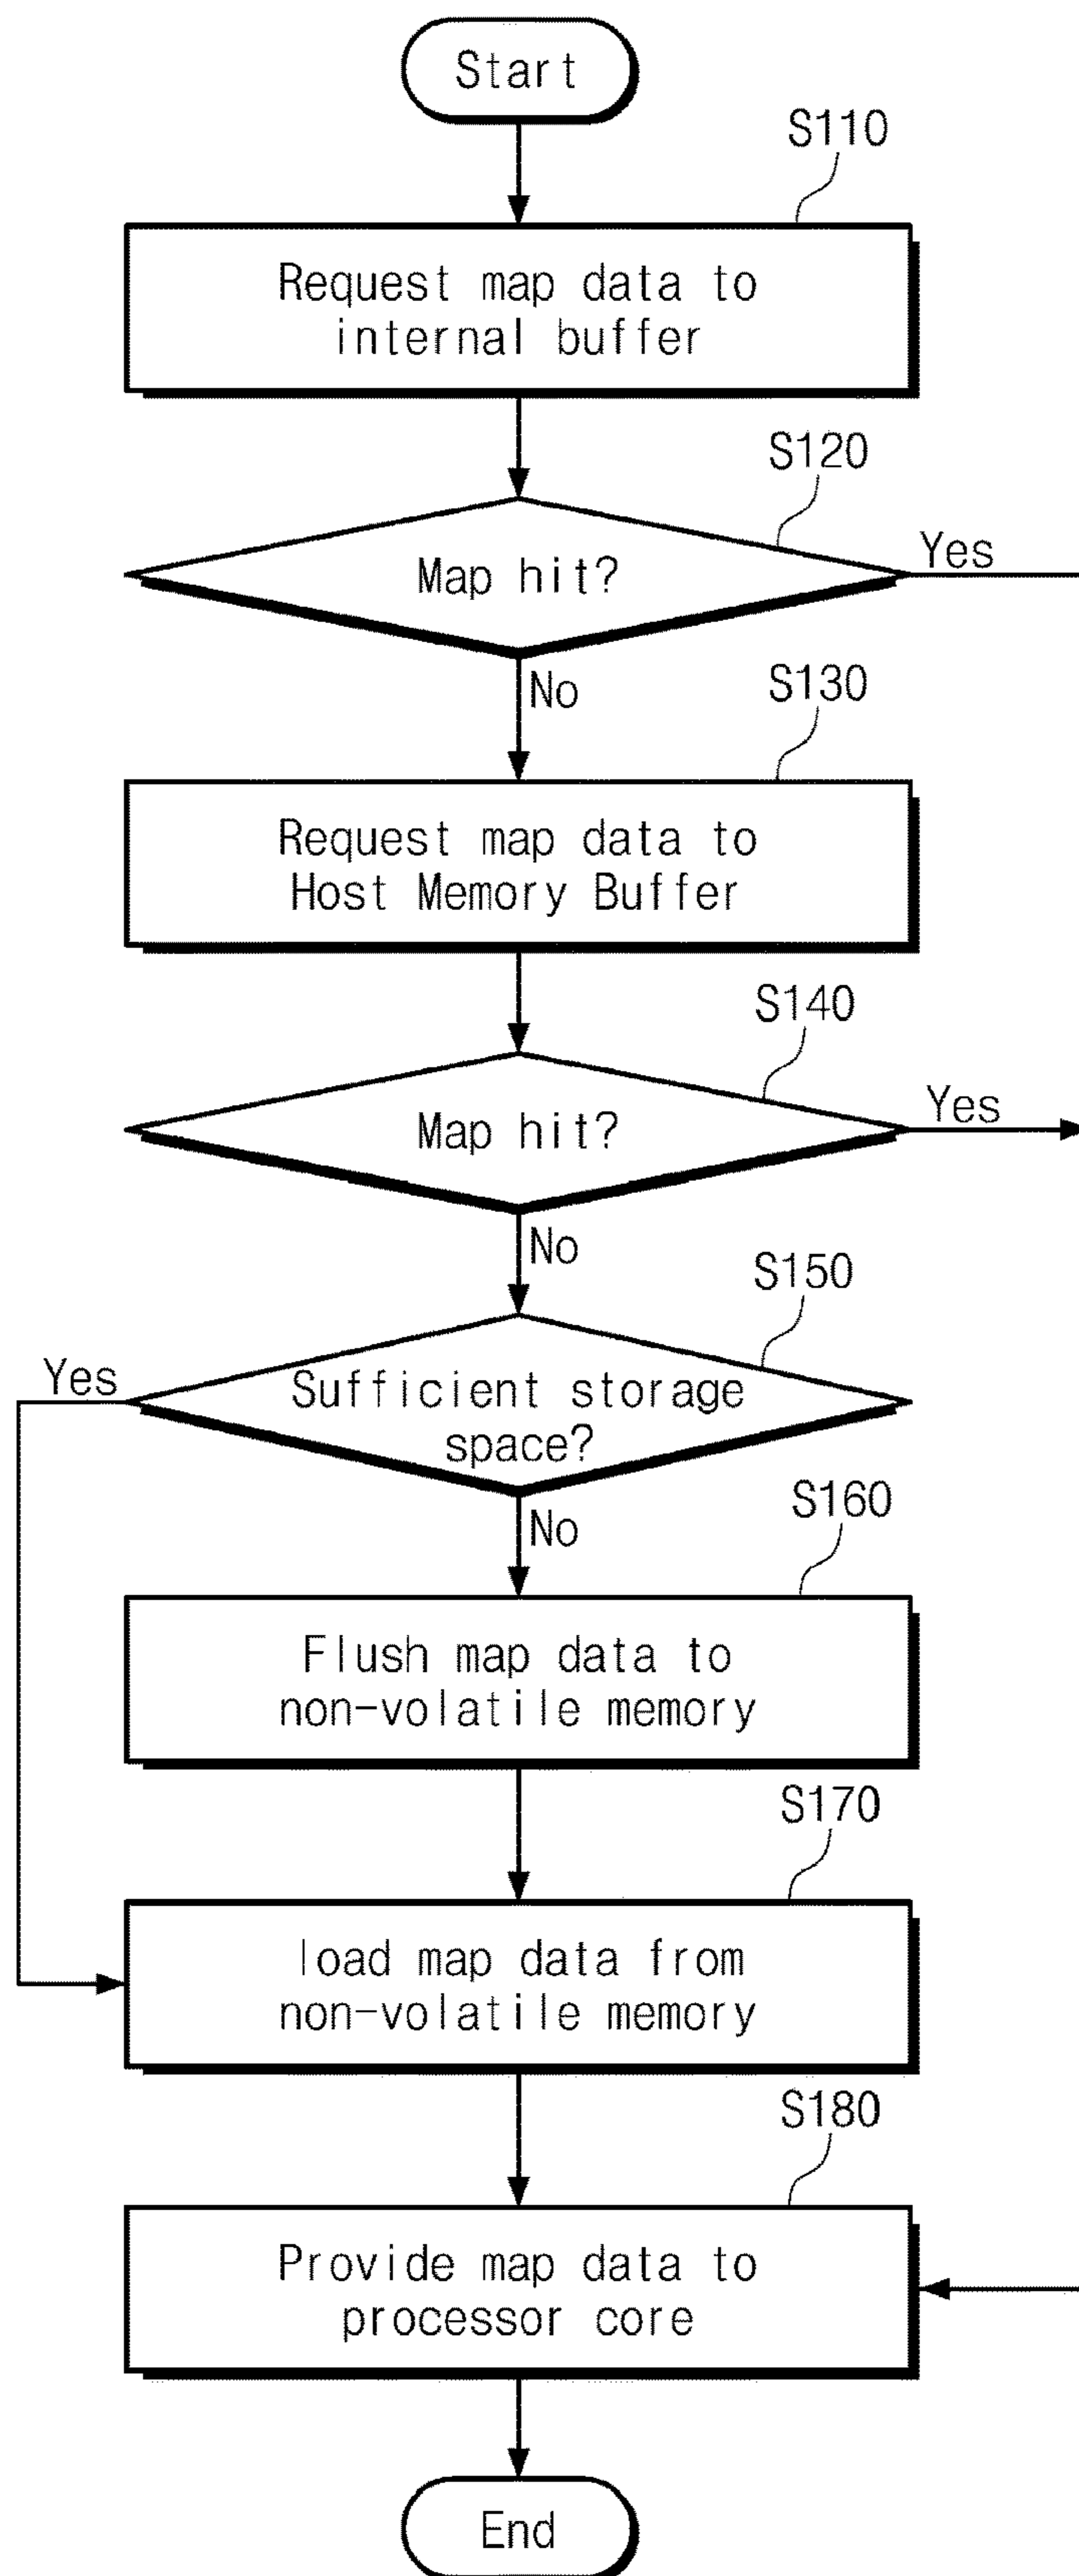 Start
S110
Request map data to
internal buffer
S120
Map hit?
Yes
No
S130
Request map data to
Host Memory Buffer
S140
Map hit?
Yes
No
S150
Yes
Sufficient storage
space?
No
S160
Flush map data to
non-volatile memory
S170
load map data from
non-volatile memory
S180
Provide map data to
processor core
End